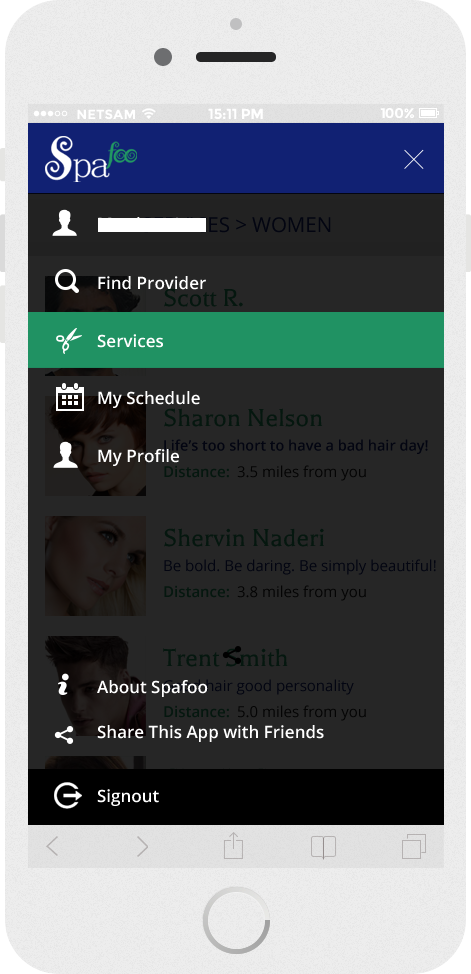 NETSAM 15:11 PM 100%
Spafoo
ES > WOMEN
Find Provider
Scott R.
Services
My Schedule
Sharon Nelson
Life's too short to have a bad hair day!
My Profile
Distance: 3.5 miles from you
Shervin Naderi
Be bold. Be daring. Be simply beautiful!
Distance: 3.8 miles from you
Trent Smith
hair good personality
About Spafoo
Distance: 5.0 miles from you
Share This App with Friends
Signout